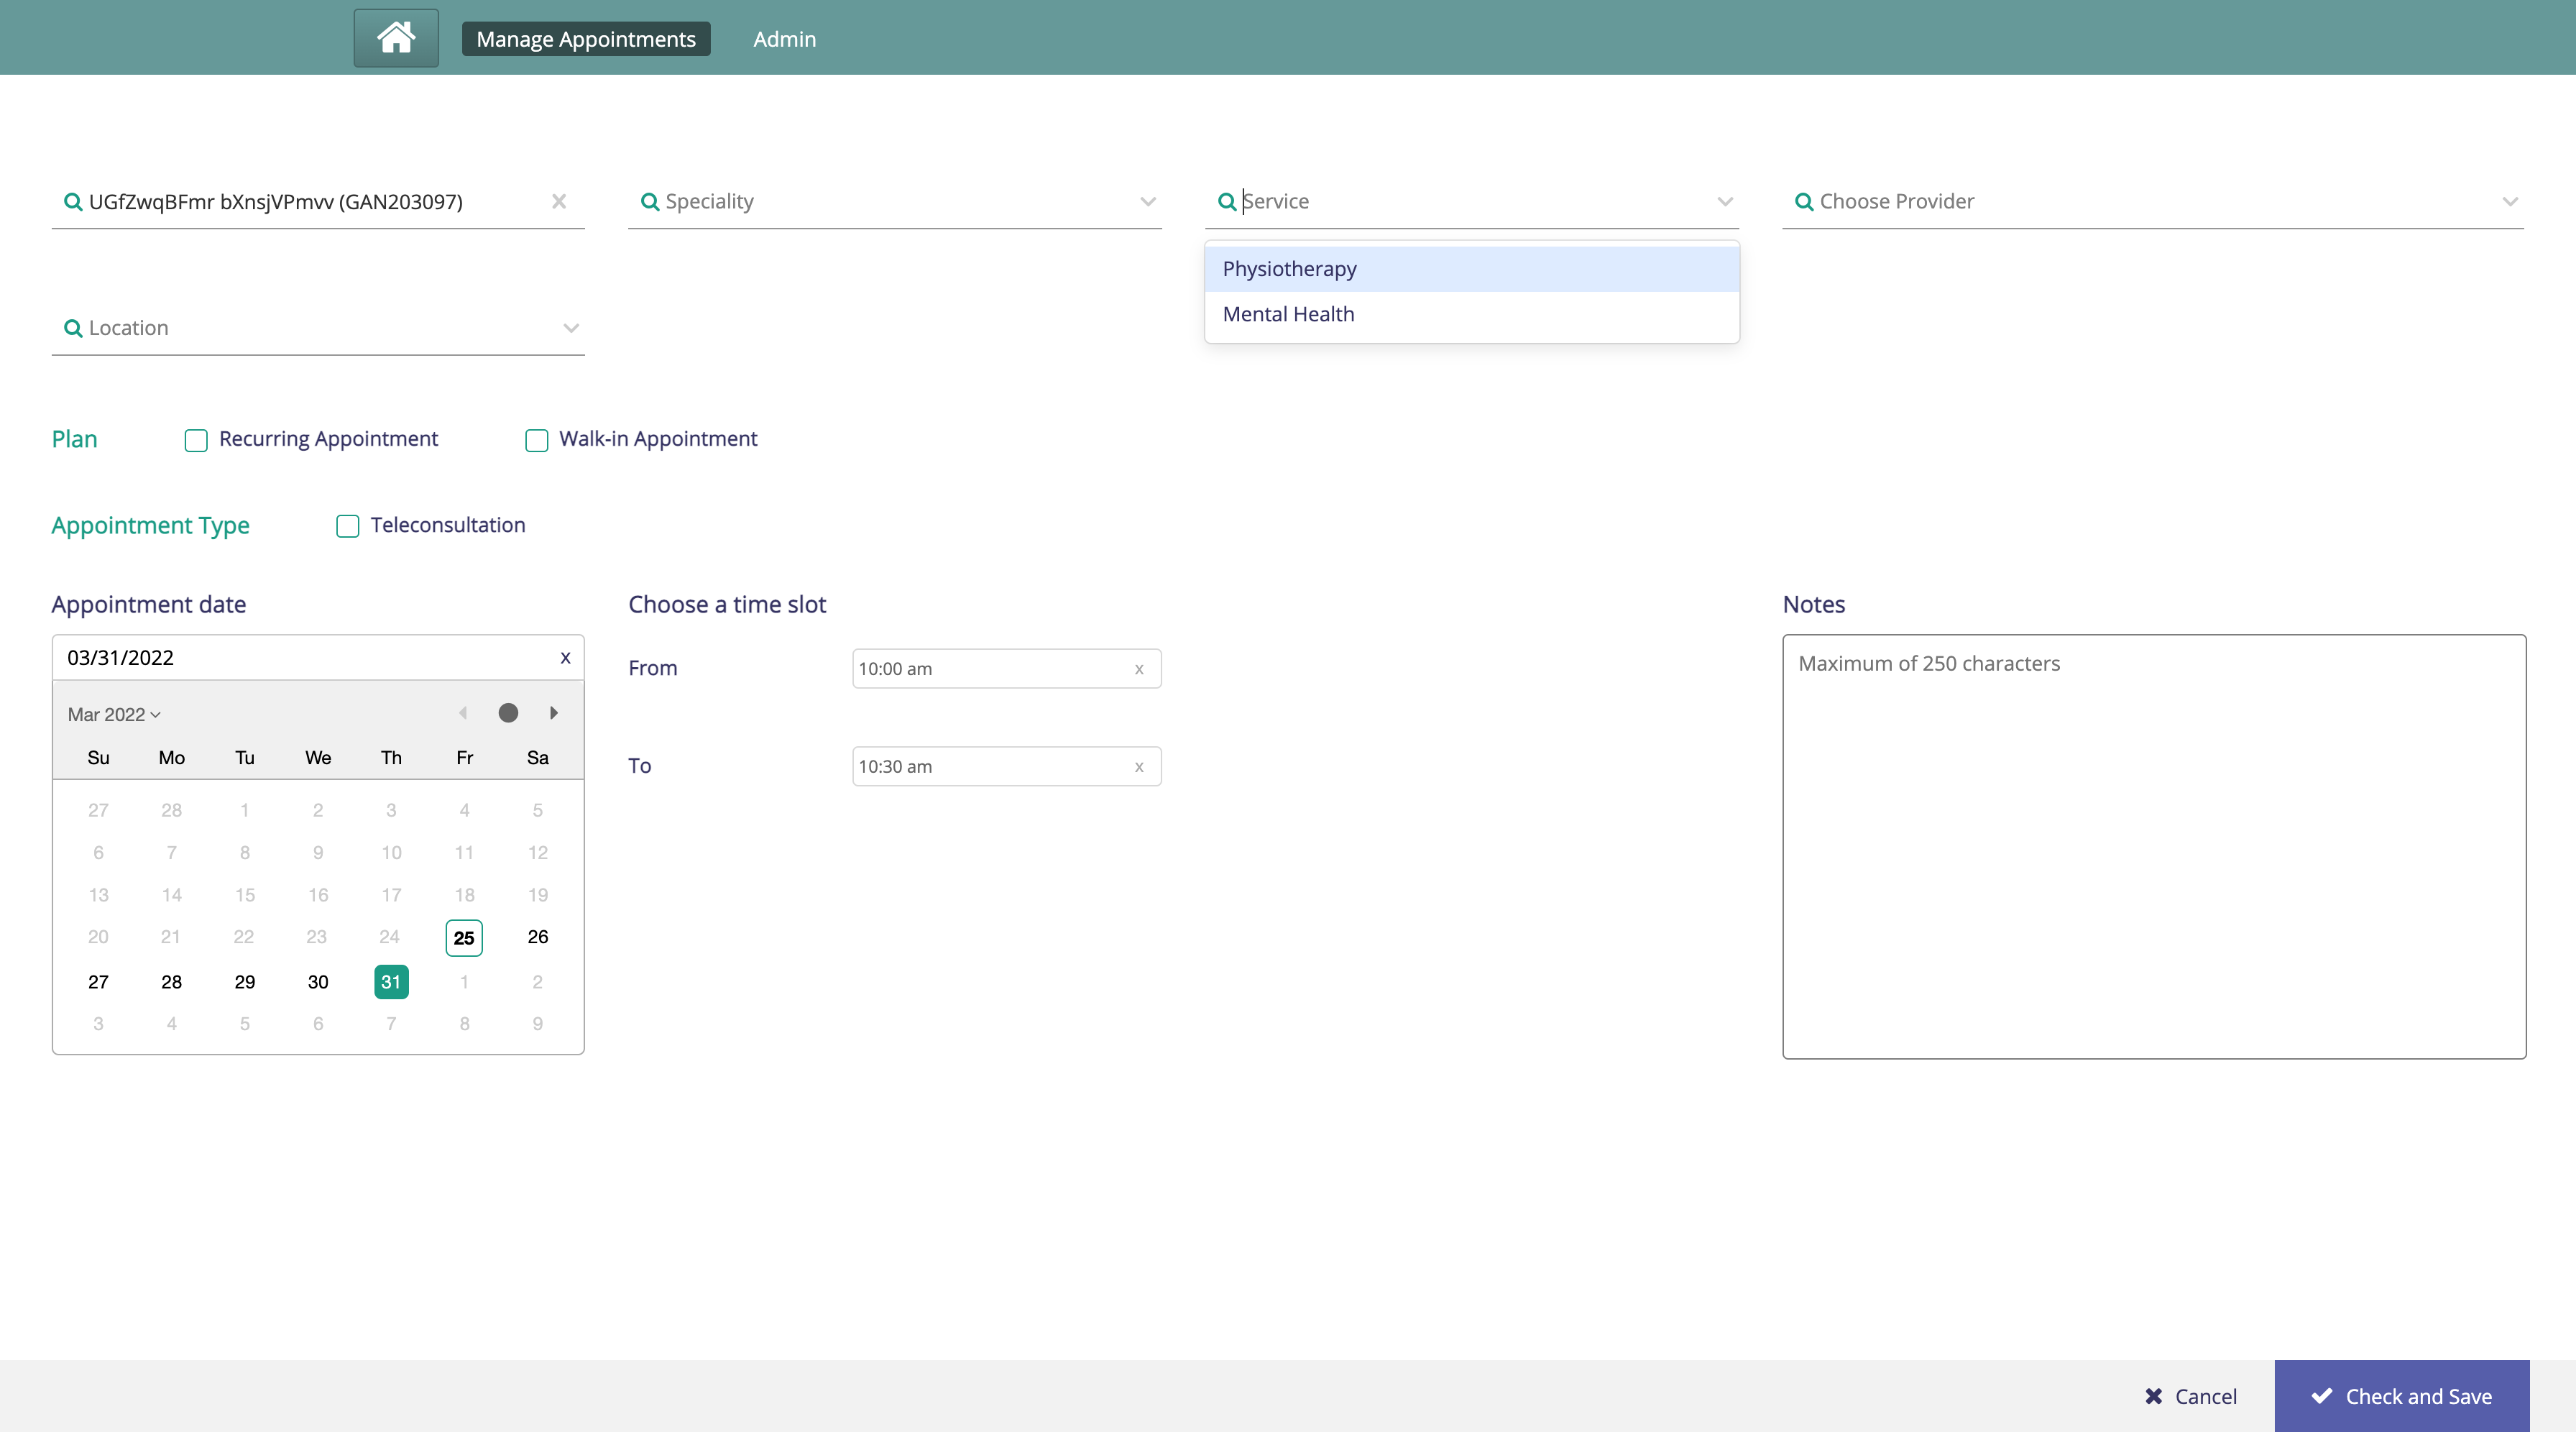 Manage Appointments Admin
UGfZwqBFmr bXnsjVPmvv (GAN203097) x Speciality Service Choose Provider
Physiotherapy
Mental Health
Location
Plan Recurring Appointment Walk-in Appointment
Appointment Type Teleconsultation
Appointment date Choose a time slot Notes
03/31/2022 x
From 10:00 am x
Maximum of 250 characters
Mar 2022
Su Mo Tu We Th Fr Sa
To 10:30 am x
27 28 1 2 3 4 5
6 7 8 9 10 11 12
13 14 15 16 17 18 19
20 21 22 23 24 25 26
27 28 29 30 31 1 2
3 4 5 6 7 8 9
Cancel Check and Save